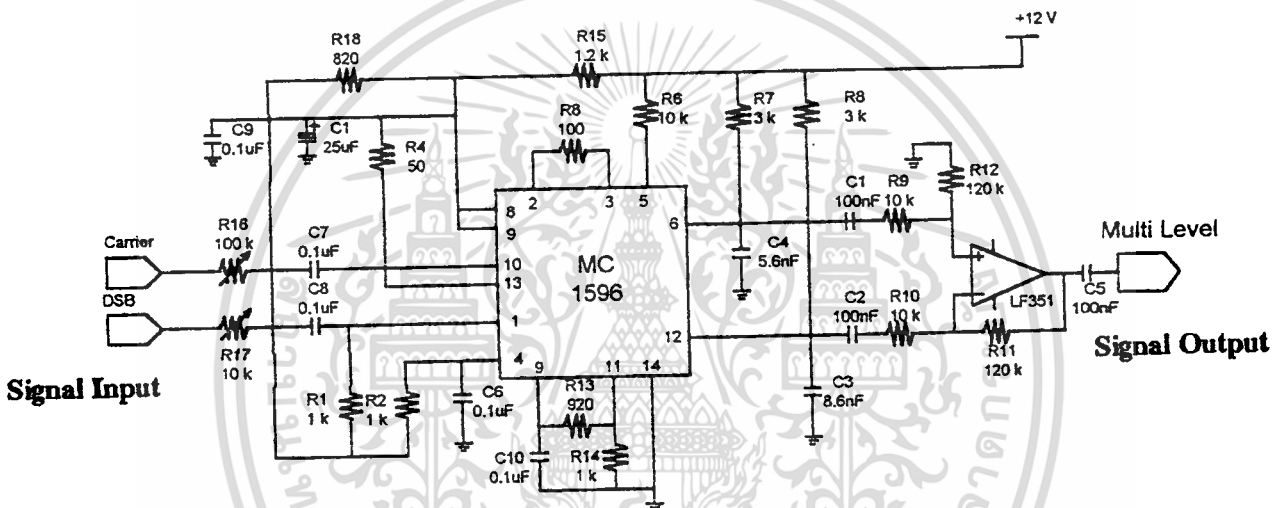 +12 V
R18
820
R15
1.2 k
R6
10 k
R7
3 k
R8
3 k
C9
0.1uF
C1
25uF
R4
50
R8
100
R12
120 k
2
3
5
8
9
10
13
1
4
6
12
9
11
14
MC
1596
C1
100nF
R9
10 k
Carrier
R16
100 k
C7
0.1uF
C4
5.6nF
Multi Level
DSB
C8
0.1uF
R17
10 k
C2
100nF
R10
10 k
+
-
LF351
C5
100nF
R11
120 k
Signal Output
Signal Input
R1
1 k
R2
1 k
C6
0.1uF
R13
920
C3
8.6nF
C10
0.1uF
R14
1 k